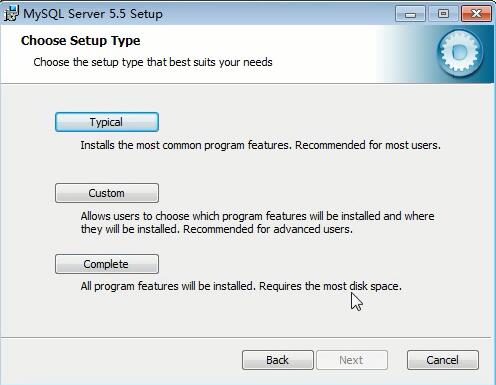 MySQL Server 5.5 Setup
Choose Setup Type
Choose the setup type that best suits your needs
Typical
Installs the most common program features. Recommended for most users.
Custom
Allows users to choose which program features will be installed and where
they will be installed. Recommended for advanced users.
Complete
All program features will be installed. Requires the most disk space.
Back
Next
Cancel